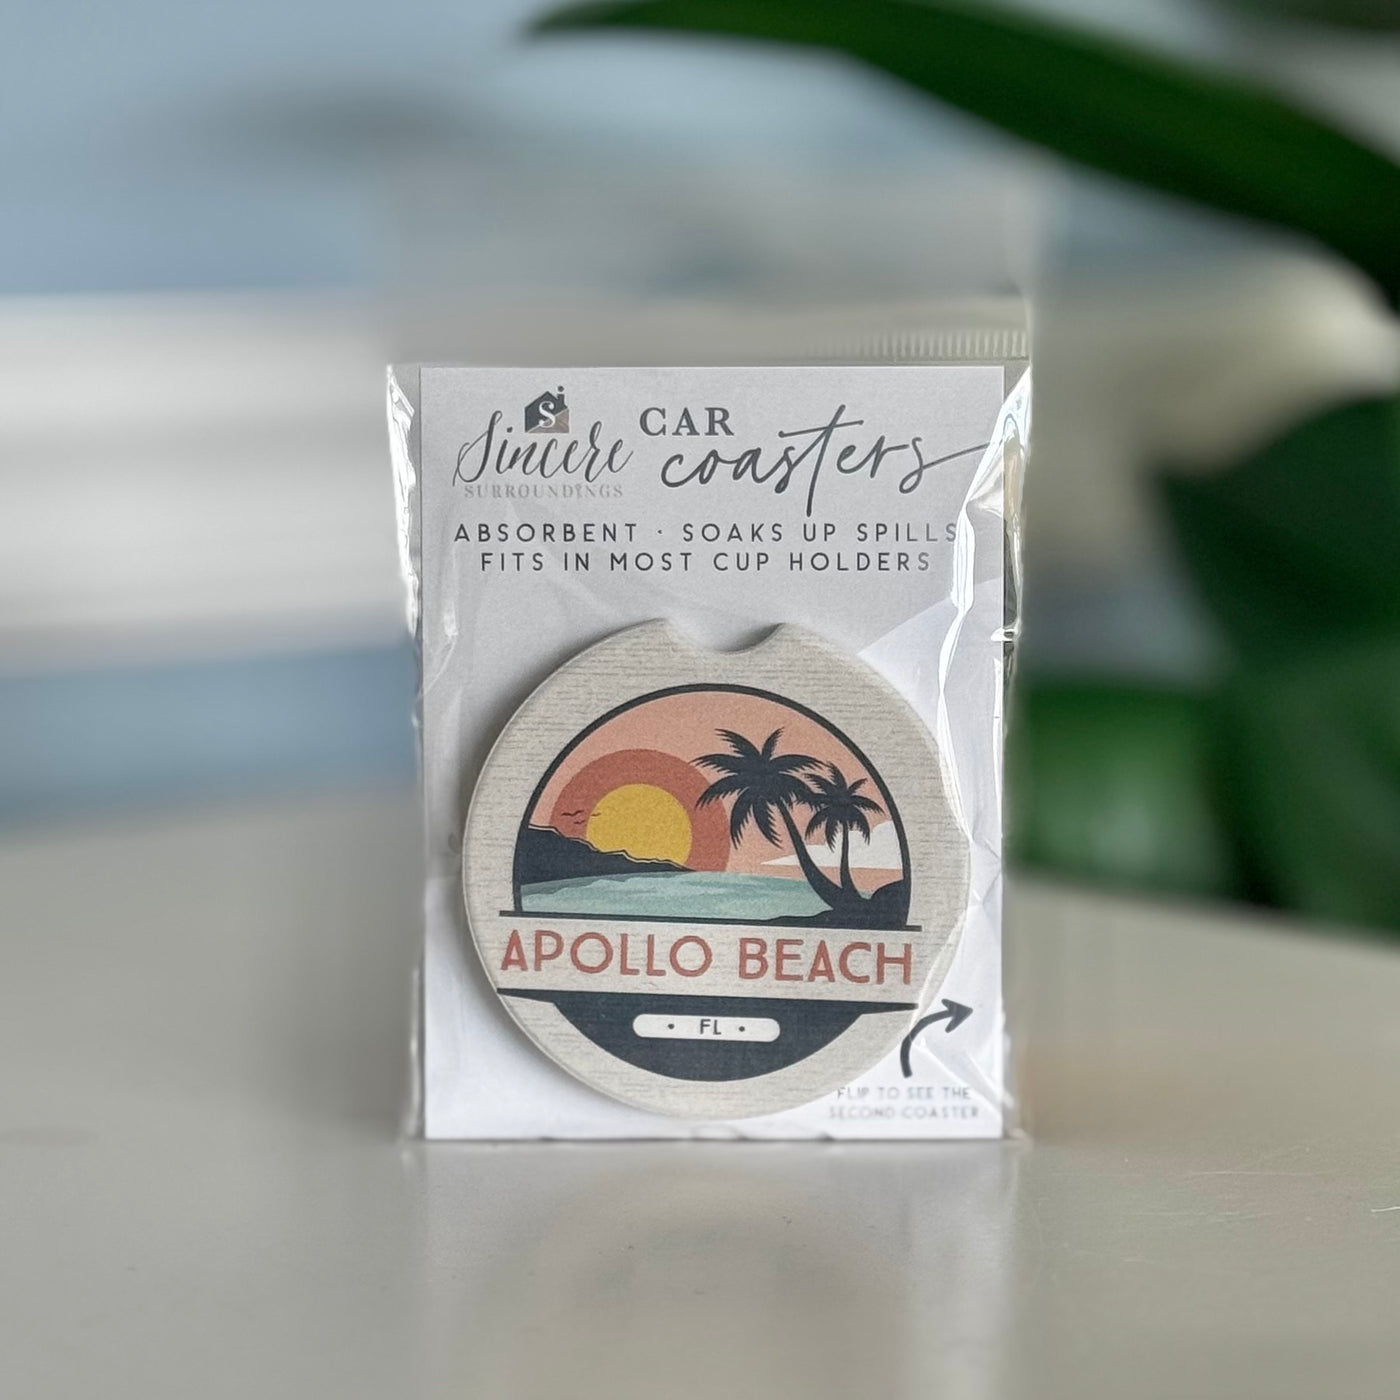 S
Sincere
SURROUNDINGS
CAR
coasters
ABSORBENT · SOAKS UP SPILLS
FITS IN MOST CUP HOLDERS
APOLLO BEACH
• FL •
FLIP TO SEE THE
SECOND COASTER